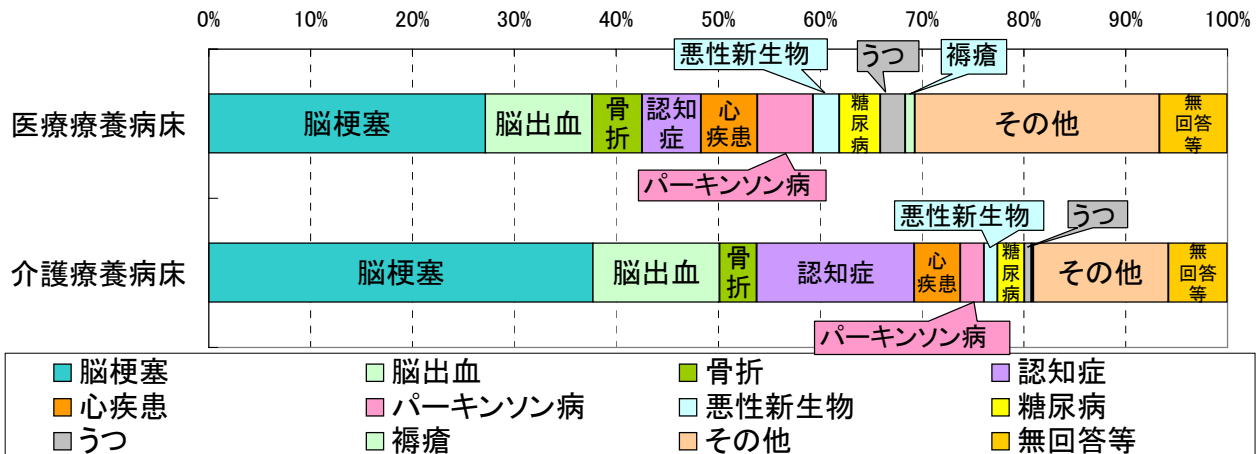 0% 10% 20% 30% 40% 50% 60% 70% 80% 90% 100%
悪性新生物 うつ 褥瘡
医療療養病床 脳梗塞 脳出血 骨折 認知症 心疾患 糖尿病 その他 無回答等
パーキンソン病
悪性新生物 うつ
介護療養病床 脳梗塞 脳出血 骨折 認知症 心疾患 糖尿病 その他 無回答等
パーキンソン病
脳梗塞 脳出血 骨折 認知症
心疾患 パーキンソン病 悪性新生物 糖尿病
うつ 褥瘡 その他 無回答等